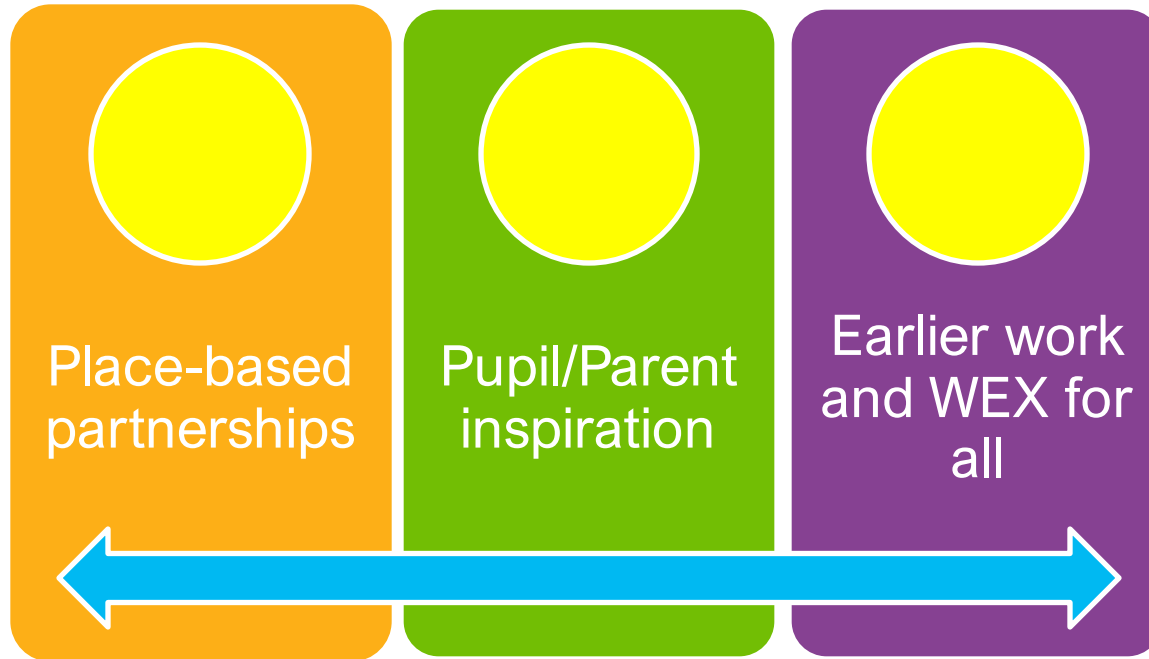 Place-based
partnerships
Pupil/Parent
inspiration
Earlier work
and WEX for
all